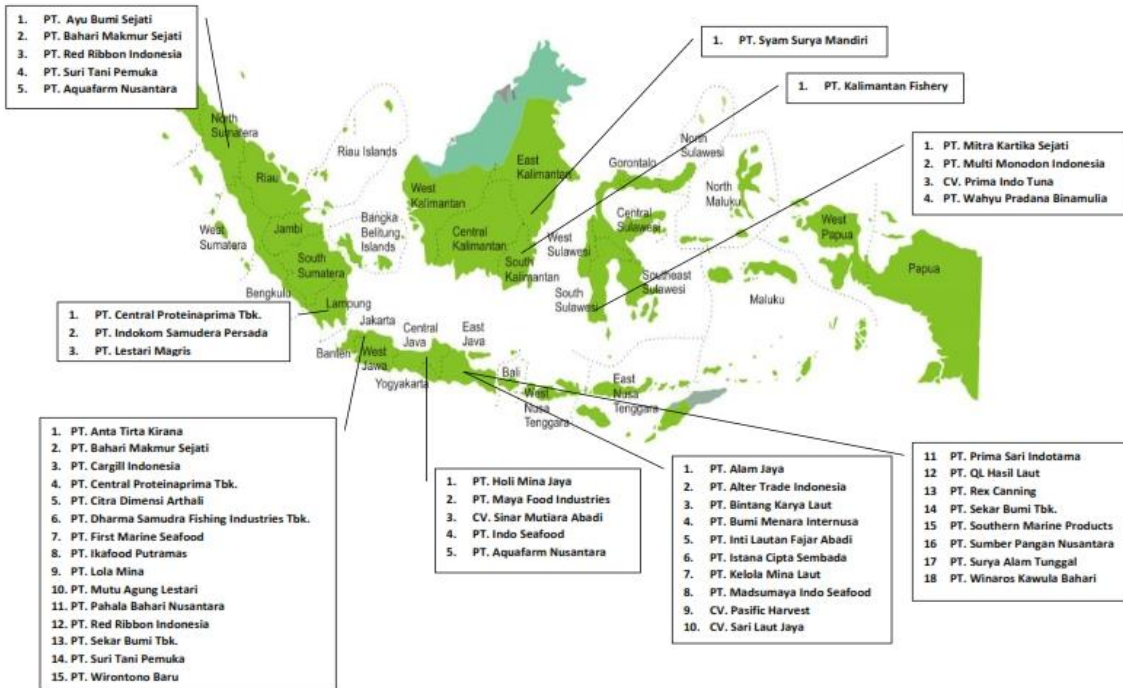 1. PT. Ayu Bumi Sejati
2. PT. Bahari Makmur Sejati
3. PT. Red Ribbon Indonesia
4. PT. Suri Tani Pemuka
5. PT. Aquafarm Nusantara
1. PT. Syam Surya Mandiri
1. PT. Kalimantan Fishery
1. PT. Mitra Kartika Sejati
2. PT. Multi Monodon Indonesia
3. CV. Prima Indo Tuna
4. PT. Wahyu Pradana Binamulia
North
Sumatera
Riau Islands
Riau
West
Sumatera
Jambi
Bangka
Belitung
Islands
South
Sumatera
Bengkulu
Lampung
West
Kalimantan
East
Kalimantan
Central
Kalimantan
South
Kalimantan
Gorontalo
North
Sulawesi
Central
Sulawesi
West
Sulawesi
South
Sulawesi
Southeast
Sulawesi
North
Maluku
Maluku
West
Papua
Papua
Jakarta
Banten
West
Jawa
Central
Java
Yogyakarta
East
Java
Bali
West
Nusa
Tenggara
East
Nusa
Tenggara
1. PT. Central Proteinaprima Tbk.
2. PT. Indokom Samudera Persada
3. PT. Lestari Magris
1. PT. Anta Tirta Kirana
2. PT. Bahari Makmur Sejati
3. PT. Cargill Indonesia
4. PT. Central Proteinaprima Tbk.
5. PT. Citra Dimensi Arthali
6. PT. Dharma Samudra Fishing Industries Tbk.
7. PT. First Marine Seafood
8. PT. Ikafood Putramas
9. PT. Lola Mina
10. PT. Mutu Agung Lestari
11. PT. Pahala Bahari Nusantara
12. PT. Red Ribbon Indonesia
13. PT. Sekar Bumi Tbk.
14. PT. Suri Tani Pemuka
15. PT. Wirontono Baru
1. PT. Holi Mina Jaya
2. PT. Maya Food Industries
3. CV. Sinar Mutiara Abadi
4. PT. Indo Seafood
5. PT. Aquafarm Nusantara
1. PT. Alam Jaya
2. PT. Alter Trade Indonesia
3. PT. Bintang Karya Laut
4. PT. Bumi Menara Internusa
5. PT. Inti Lautan Fajar Abadi
6. PT. Istana Cipta Sembada
7. PT. Kelola Mina Laut
8. PT. Madsumaya Indo Seafood
9. CV. Pasific Harvest
10. CV. Sari Laut Jaya
11 PT. Prima Sari Indotama
12 PT. QL Hasil Laut
13 PT. Rex Canning
14 PT. Sekar Bumi Tbk.
15 PT. Southern Marine Products
16 PT. Sumber Pangan Nusantara
17 PT. Surya Alam Tunggal
18 PT. Winaros Kawula Bahari